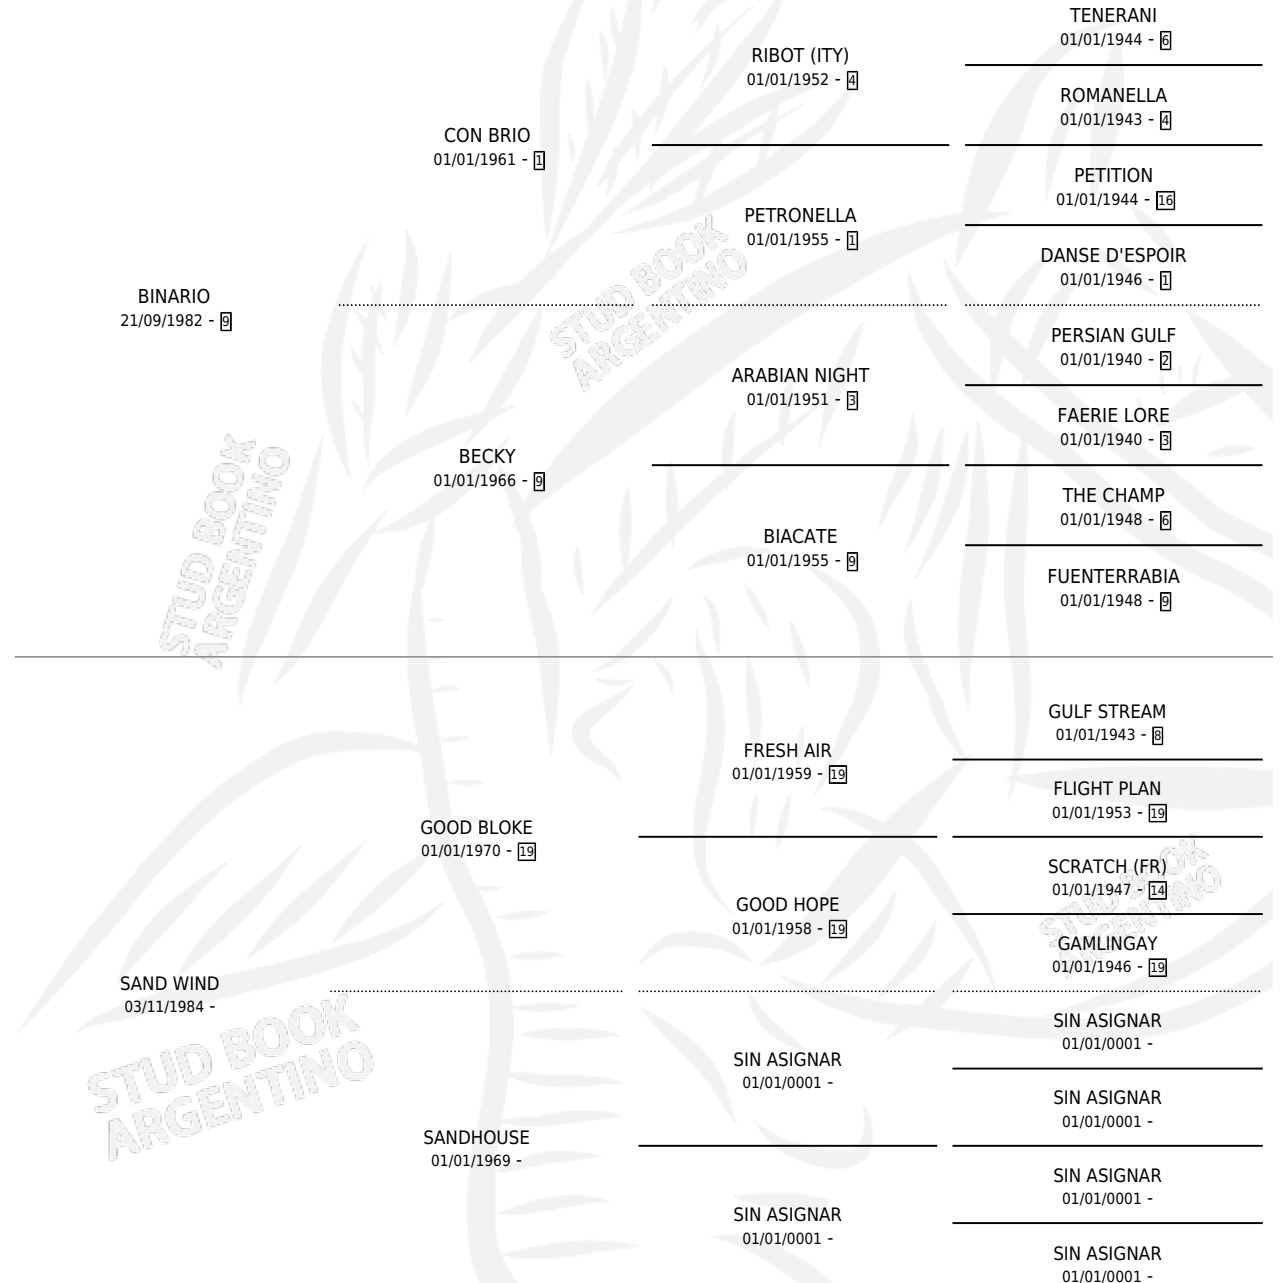 TENERANI
01/01/1944 - 6
RIBOT (ITY)
01/01/1952 - 4
ROMANELLA
01/01/1943 - 4
CON BRIO
01/01/1961 - 1
PETITION
01/01/1944 - 16
PETRONELLA
01/01/1955 - 1
DANSE D'ESPOIR
01/01/1946 - 1
BINARIO
21/09/1982 - 9
PERSIAN GULF
01/01/1940 - 2
ARABIAN NIGHT
01/01/1951 - 3
FAERIE LORE
01/01/1940 - 3
BECKY
01/01/1966 - 9
THE CHAMP
01/01/1948 - 6
BIACATE
01/01/1955 - 9
FUENTERRABIA
01/01/1948 - 9
GULF STREAM
01/01/1943 - 8
FRESH AIR
01/01/1959 - 19
FLIGHT PLAN
01/01/1953 - 19
GOOD BLOKE
01/01/1970 - 19
SCRATCH (FR)
01/01/1947 - 14
GOOD HOPE
01/01/1958 - 19
GAMLINGAY
01/01/1946 - 19
SAND WIND
03/11/1984 -
SIN ASIGNAR
01/01/0001 -
SIN ASIGNAR
01/01/0001 -
SIN ASIGNAR
01/01/0001 -
SANDHOUSE
01/01/1969 -
SIN ASIGNAR
01/01/0001 -
SIN ASIGNAR
01/01/0001 -
SIN ASIGNAR
01/01/0001 -
STUD BOOK
ARGENTINO
STUD BOOK
ARGENTINO
STUD BOOK
ARGENTINO
STUD BOOK
ARGENTINO